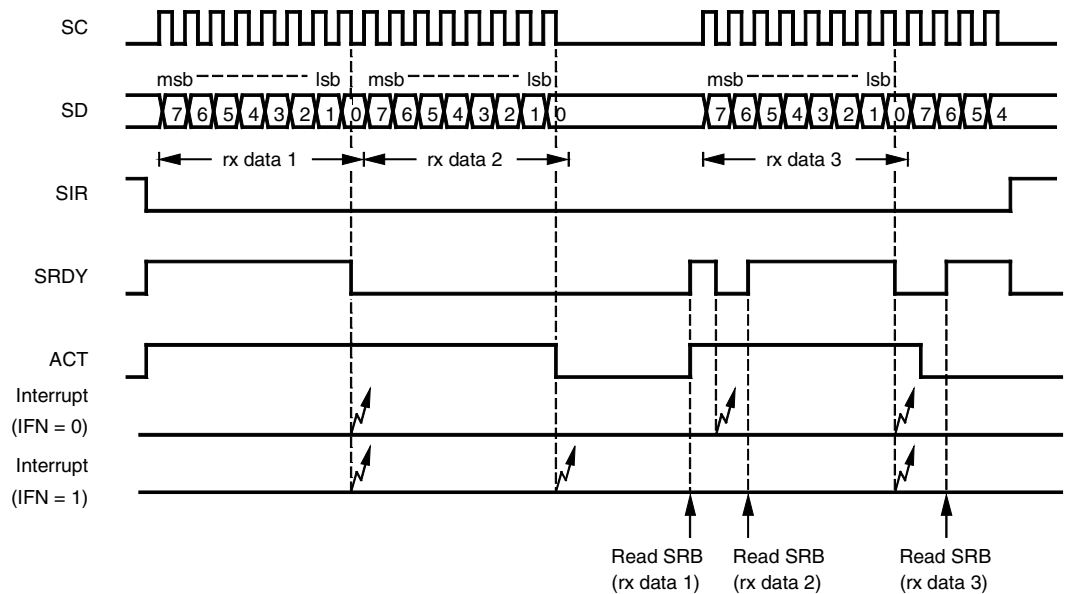 SC
msb lsb msb lsb msb lsb
SD 7 6 5 4 3 2 1 0 7 6 5 4 3 2 1 0 7 6 5 4 3 2 1 0 7 6 5 4
rx data 1 rx data 2 rx data 3
SIR
SRDY
ACT
Interrupt
(IFN = 0)
Interrupt
(IFN = 1)
Read SRB
(rx data 1)
Read SRB
(rx data 2)
Read SRB
(rx data 3)